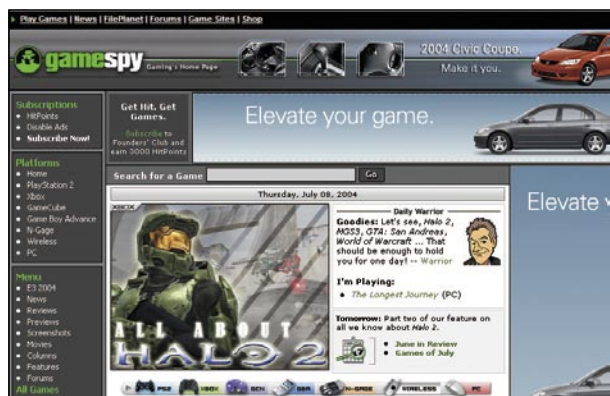 Play Games | News | FilePlanet | Forums | Game Sites | Shop
gamespy Gaming's Home Page
2004 Civic Coupe.
Make it you.
Subscriptions
HitPoints
Disable Ads
Subscribe Now!
Platforms
Home
PlayStation 2
Xbox
GameCube
Game Boy Advance
N-Gage
Wireless
PC
Menu
E3 2004
News
Reviews
Previews
Screenshots
Movies
Columns
Features
Forums
All Games
Get Hit. Get
Games.
Subscribe to
Founders' Club and
earn 3000 HitPoints
Elevate your game.
Search for a Game
Go
Thursday, July 08, 2004
XBOX
ALL ABOUT
HALO 2
Daily Warrior
Goodies: Let's see, Halo 2,
MGS3, GTA: San Andreas,
World of Warcraft ... That
should be enough to hold
you for one day! -- Warrior
I'm Playing:
The Longest Journey (PC)
Tomorrow: Part two of our feature on
all we know about Halo 2.
June in Review
Games of July
PS2 XBOX GCN GBA N-GAGE WIRELESS PC
Elevate